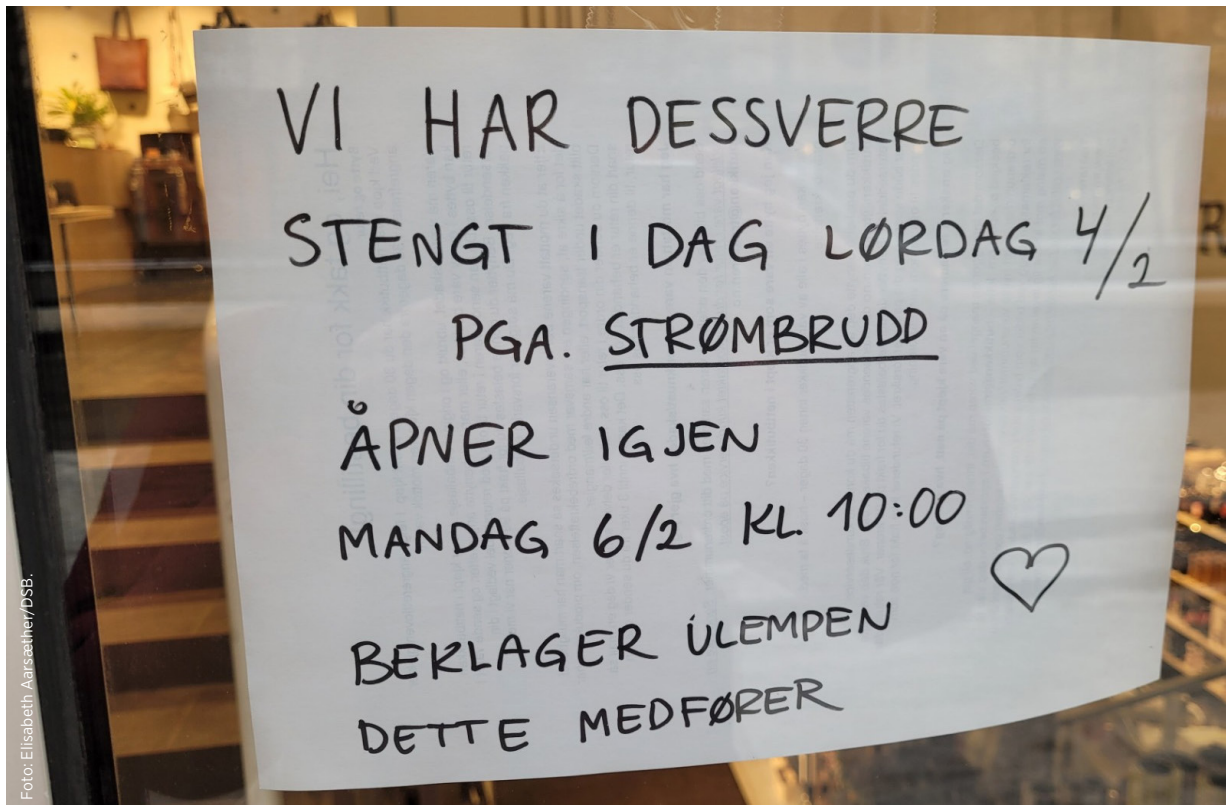 VI HAR DESSVERRE
STENGT I DAG LØRDAG 4/2
PGA. STRØMBRUDD
ÅPNER IGJEN
MANDAG 6/2 KL. 10:00
BEKLAGER ULEMPEN
DETTE MEDFØRER
Foto: Elisabeth Aarsæther/DSB.